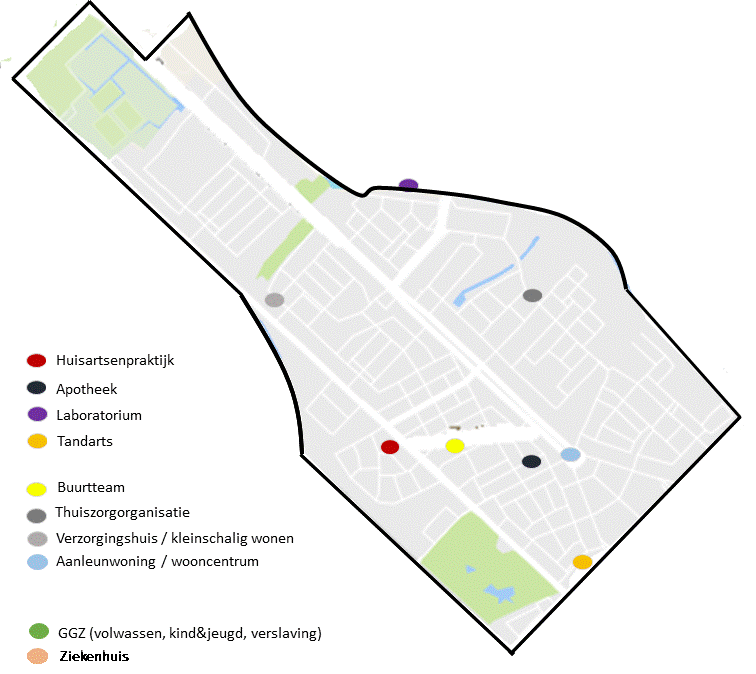 Huisartsenpraktijk
Apotheek
Laboratorium
Tandarts
Buurtteam
Thuiszorgorganisatie
Verzorgingshuis / kleinschalig wonen
Aanleunwoning / wooncentrum
GGZ (volwassen, kind&jeugd, verslaving)
Ziekenhuis